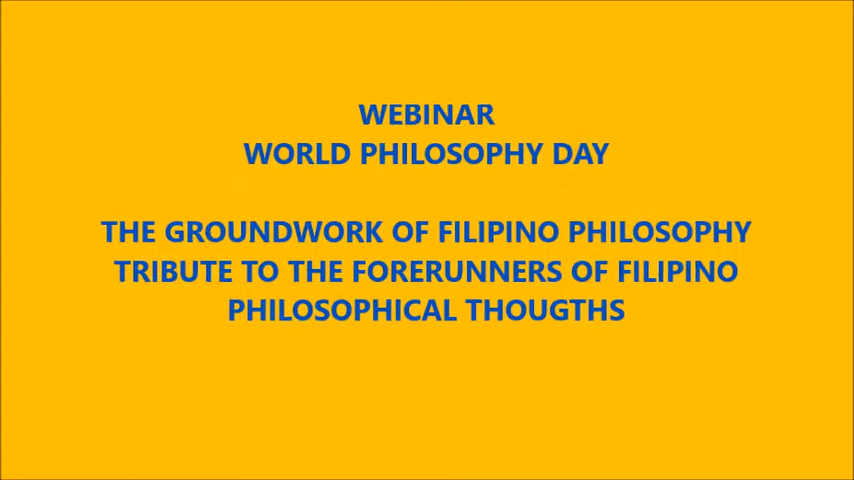 WEBINAR
WORLD PHILOSOPHY DAY
THE GROUNDWORK OF FILIPINO PHILOSOPHY
TRIBUTE TO THE FORERUNNERS OF FILIPINO
PHILOSOPHICAL THOUGTHS